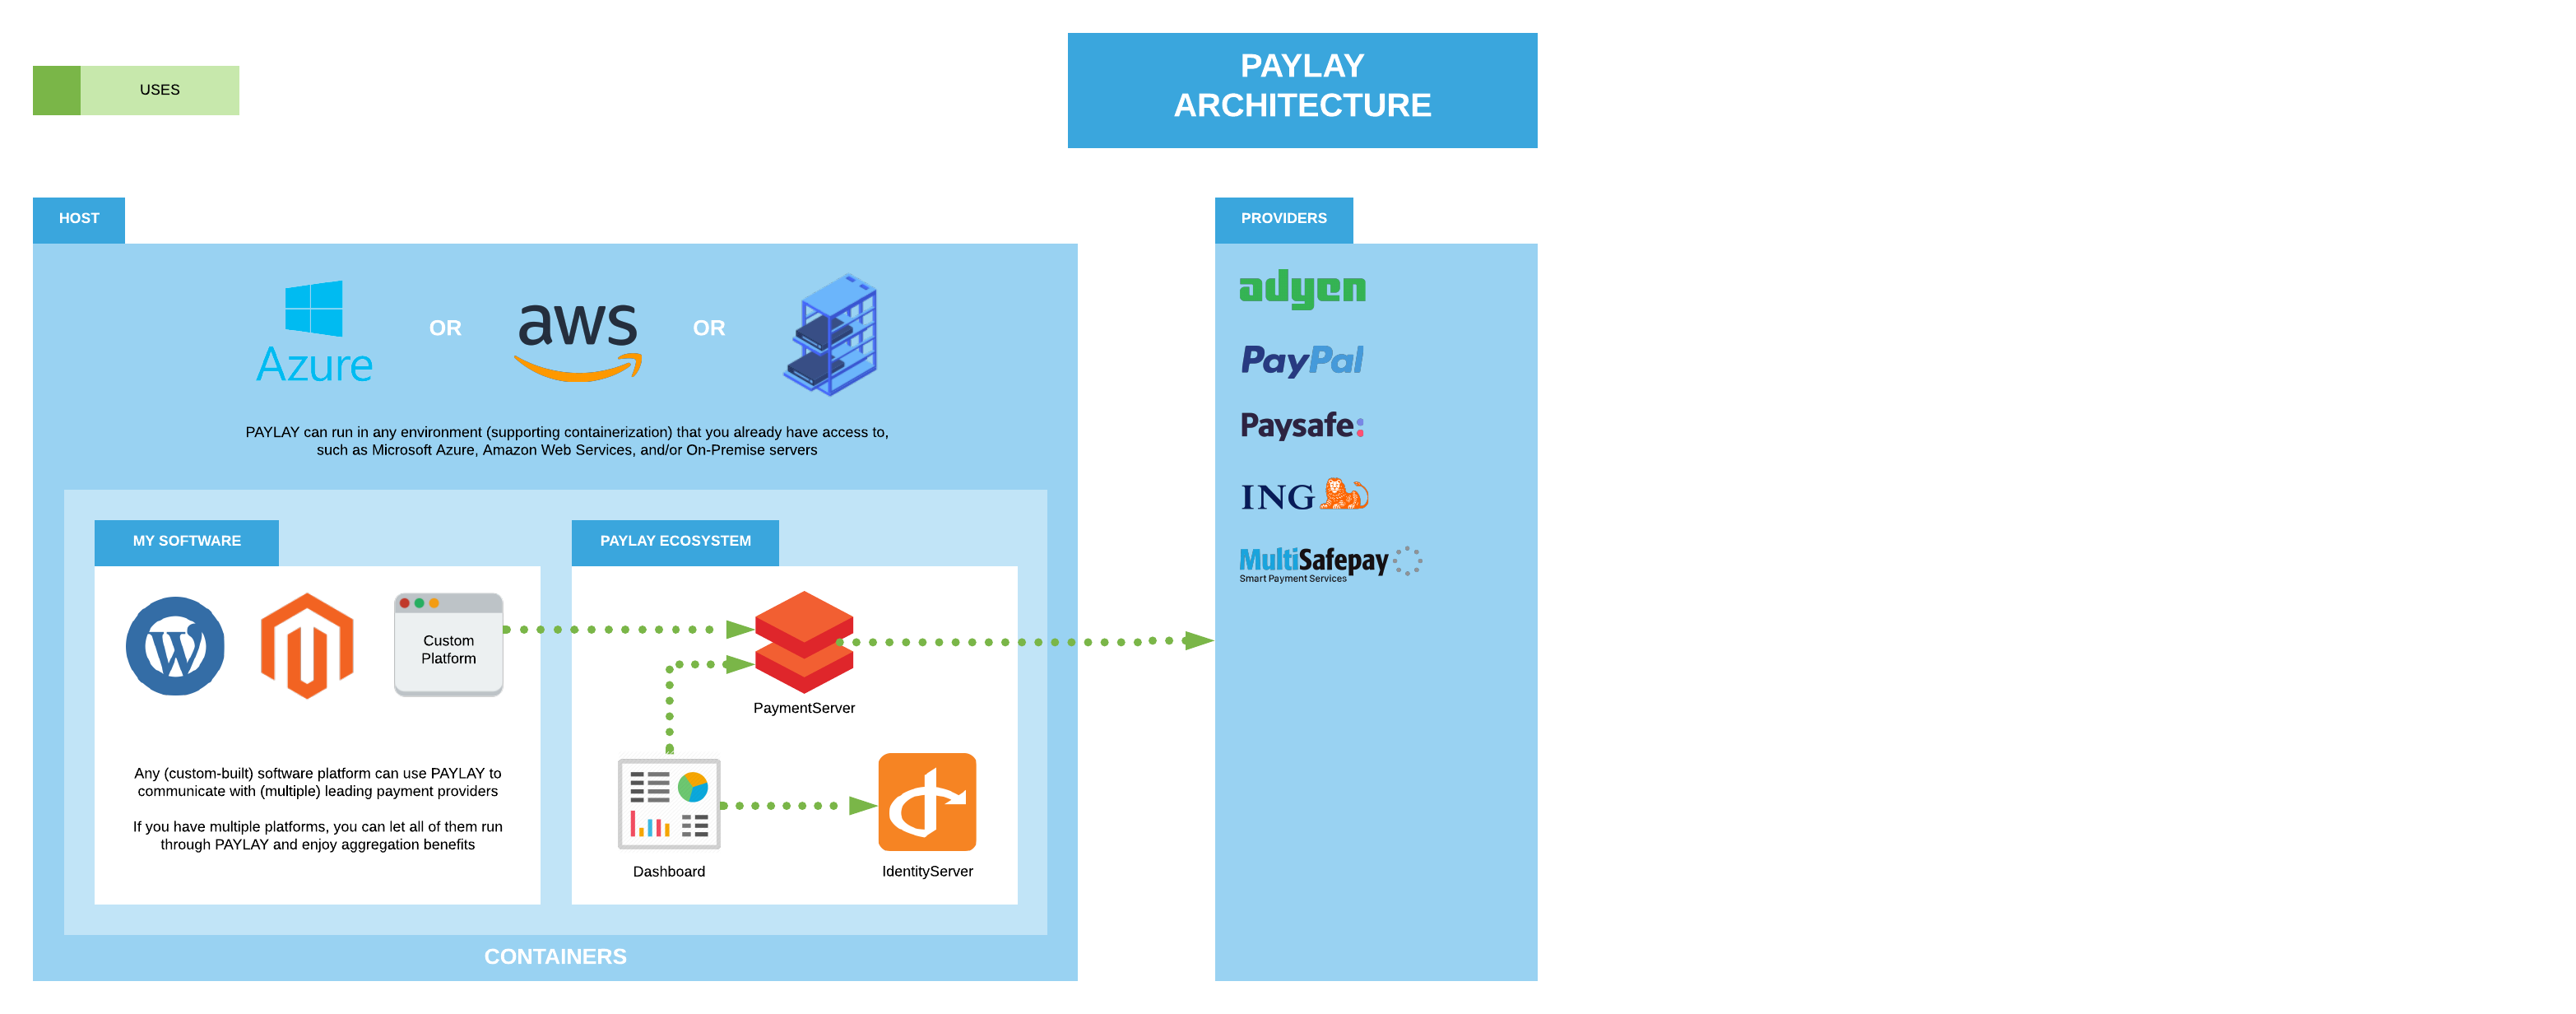 USES
PAYLAY
ARCHITECTURE
HOST
PROVIDERS
Azure
OR
aws
OR
PAYLAY can run in any environment (supporting containerization) that you already have access to,
such as Microsoft Azure, Amazon Web Services, and/or On-Premise servers
adyen
PayPal
Paysafe:
ING
MultiSafepay
Smart Payment Services
MY SOFTWARE
Custom
Platform
Any (custom-built) software platform can use PAYLAY to
communicate with (multiple) leading payment providers
If you have multiple platforms, you can let all of them run
through PAYLAY and enjoy aggregation benefits
PAYLAY ECOSYSTEM
PaymentServer
Dashboard
IdentityServer
CONTAINERS